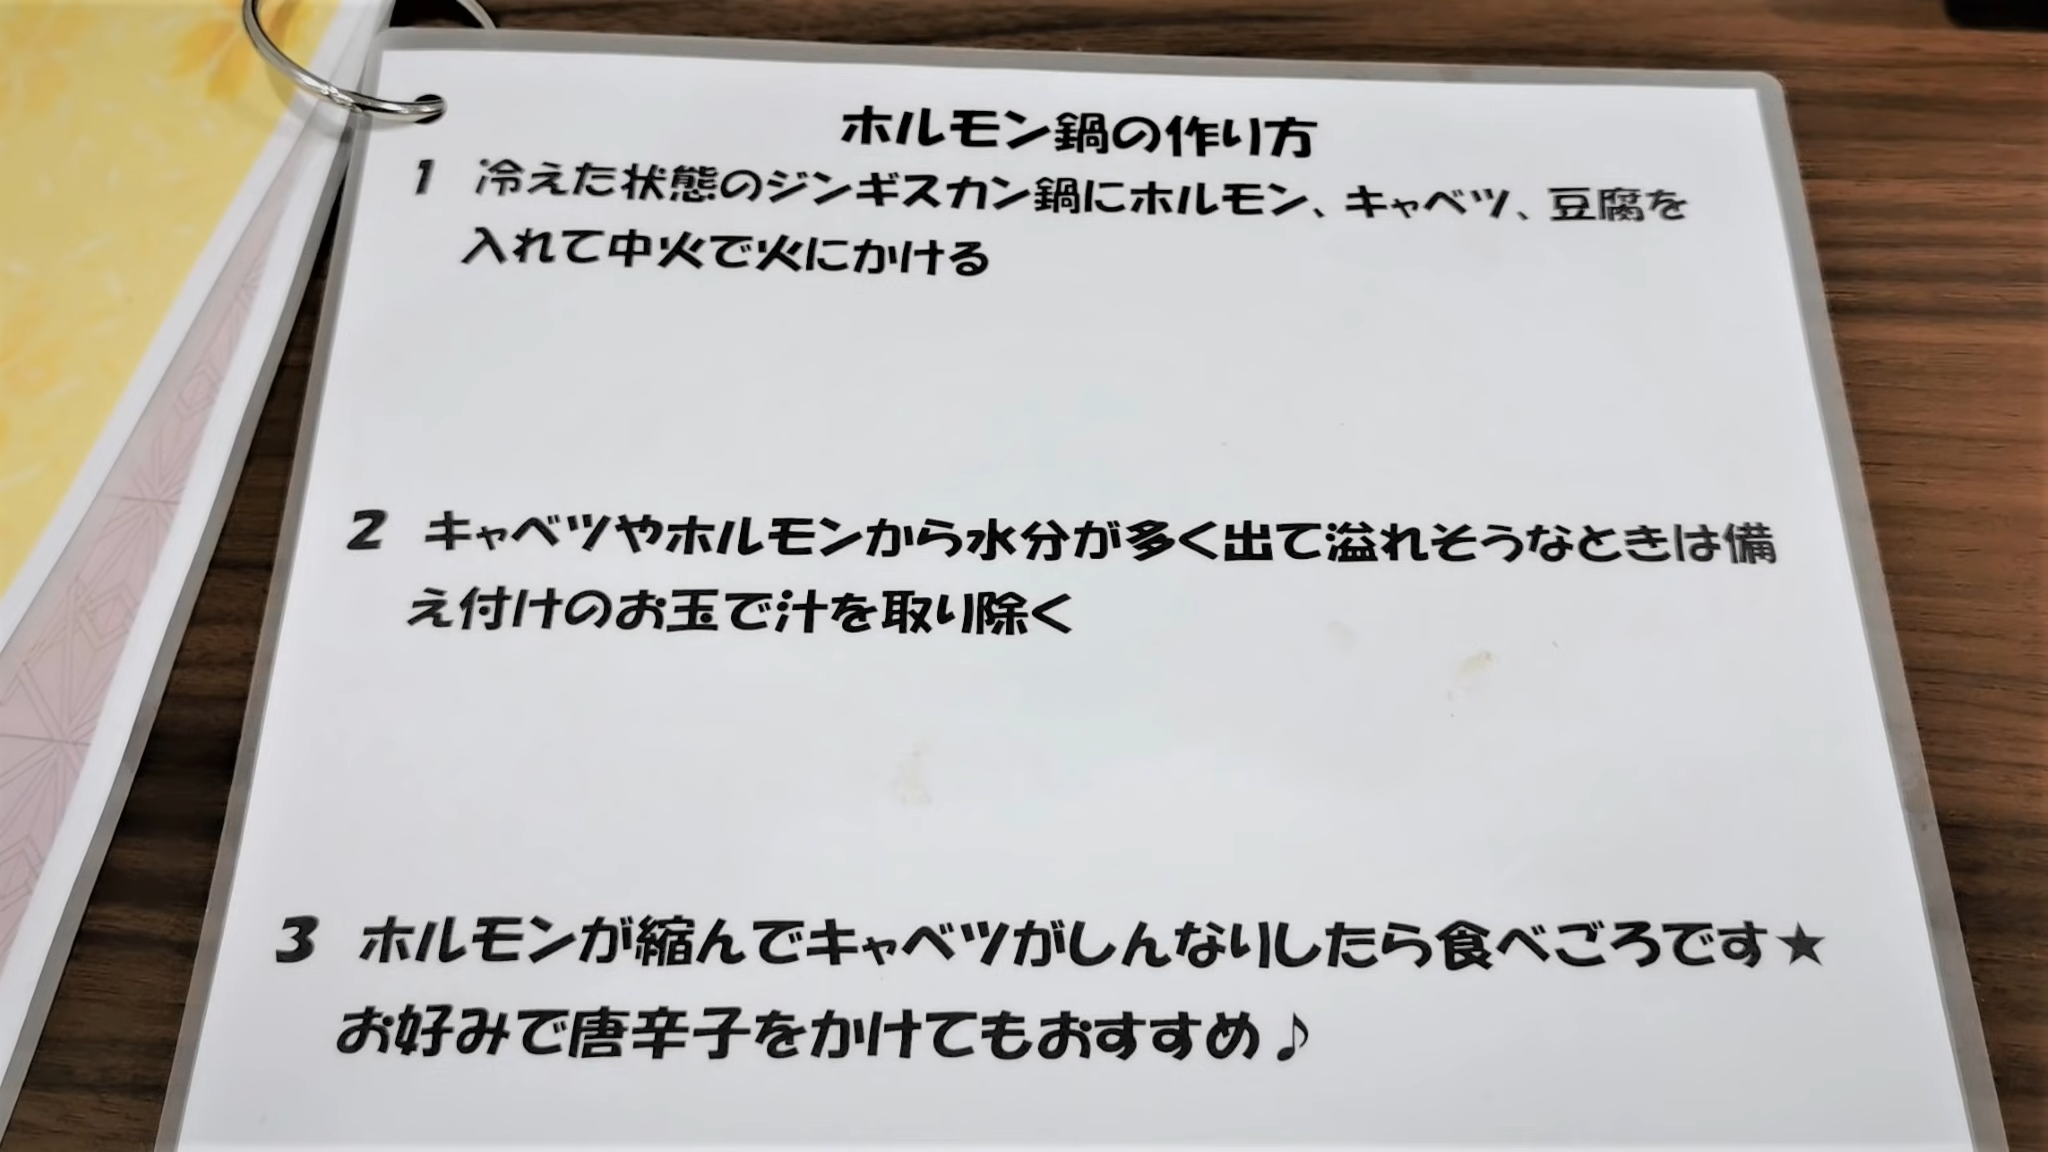 ホルモン鍋の作り方
1 冷えた状態のジンギスカン鍋にホルモン、キャベツ、豆腐を
入れて中火で火にかける
2 キャベツやホルモンから水分が多く出て溢れそうなときは備
え付けのお玉で汁を取り除く
3 ホルモンが縮んでキャベツがしんなりしたら食べごろです★
お好みで唐辛子をかけてもおすすめ♪